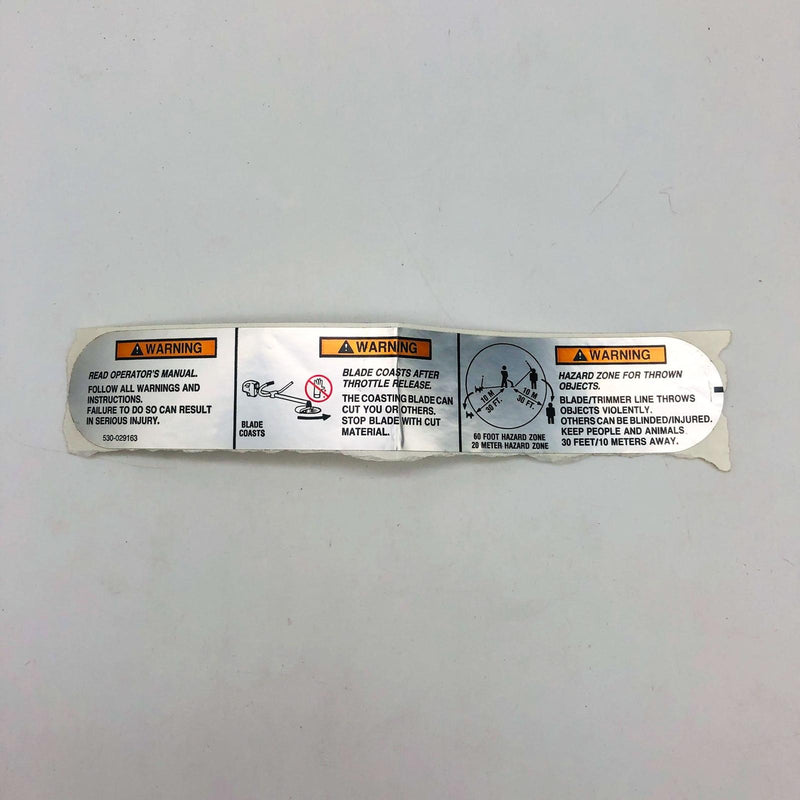 WARNING
READ OPERATOR'S MANUAL.
FOLLOW ALL WARNINGS AND
INSTRUCTIONS.
FAILURE TO DO SO CAN RESULT
IN SERIOUS INJURY.
530-029163
WARNING
BLADE COASTS AFTER
THROTTLE RELEASE.
THE COASTING BLADE CAN
CUT YOU OR OTHERS.
STOP BLADE WITH CUT
MATERIAL.
BLADE
COASTS
10 M
30 FT.
10 M
30 FT.
60 FOOT HAZARD ZONE
20 METER HAZARD ZONE
WARNING
HAZARD ZONE FOR THROWN
OBJECTS.
BLADE/TRIMMER LINE THROWS
OBJECTS VIOLENTLY.
OTHERS CAN BE BLINDED/INJURED.
KEEP PEOPLE AND ANIMALS
30 FEET/10 METERS AWAY.